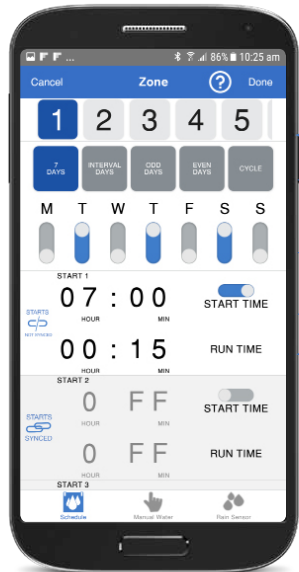 86% 10:25 am
Cancel Zone ? Done
1 2 3 4 5
7 DAYS INTERVAL DAYS ODD DAYS EVEN DAYS CYCLE
M T W T F S S
START 1
07:00 START TIME
HOUR MIN
STARTS NOT SYNCED
00:15 RUN TIME
HOUR MIN
START 2
0 FF START TIME
HOUR MIN
STARTS SYNCED
0 FF RUN TIME
HOUR MIN
START 3
Schedule Manual Water Rain Sensor